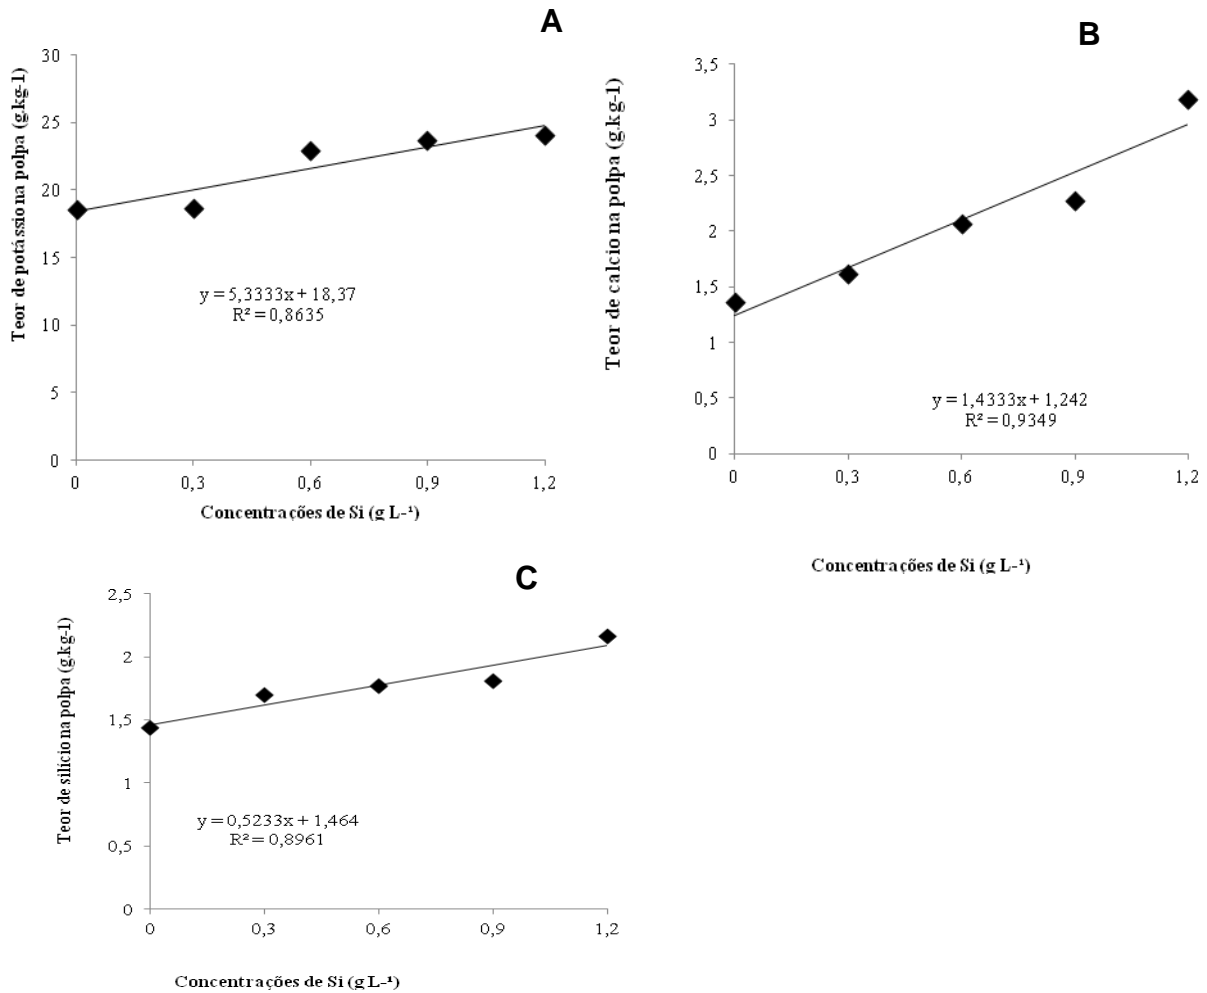 A
30
25
20
15
10
5
0
0
0,3
0,6
0,9
1,2
Teor de potássio na polpa (g.kg-1)
y = 5,3333x + 18,37
R² = 0,8635
Concentrações de Si (g L-¹)
B
3,5
3
2,5
2
1,5
1
0,5
0
0
0,3
0,6
0,9
1,2
Teor de calcio na polpa (g.kg-1)
y = 1,4333x + 1,242
R² = 0,9349
Concentrações de Si (g L-¹)
C
2,5
2
1,5
1
0,5
0
0
0,3
0,6
0,9
1,2
Teor de silício na polpa (g.kg-1)
y = 0,5233x + 1,464
R² = 0,8961
Concentrações de Si (g L-¹)